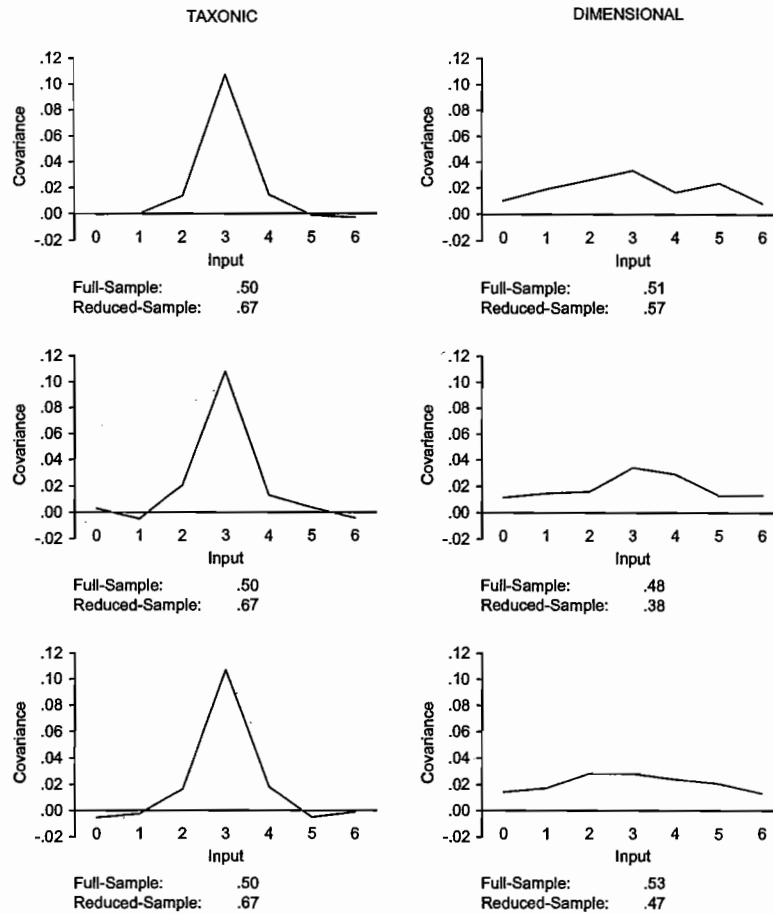 TAXONIC
DIMENSIONAL
.12
.10
.08
.06
.04
.02
.00
-.02
Covariance
0 1 2 3 4 5 6
Input
Full-Sample: .50
Reduced-Sample: .67
.12
.10
.08
.06
.04
.02
.00
-.02
Covariance
0 1 2 3 4 5 6
Input
Full-Sample: .51
Reduced-Sample: .57
.12
.10
.08
.06
.04
.02
.00
-.02
Covariance
0 1 2 3 4 5 6
Input
Full-Sample: .50
Reduced-Sample: .67
.12
.10
.08
.06
.04
.02
.00
-.02
Covariance
0 1 2 3 4 5 6
Input
Full-Sample: .48
Reduced-Sample: .38
.12
.10
.08
.06
.04
.02
.00
-.02
Covariance
0 1 2 3 4 5 6
Input
Full-Sample: .50
Reduced-Sample: .67
.12
.10
.08
.06
.04
.02
.00
-.02
Covariance
0 1 2 3 4 5 6
Input
Full-Sample: .53
Reduced-Sample: .47